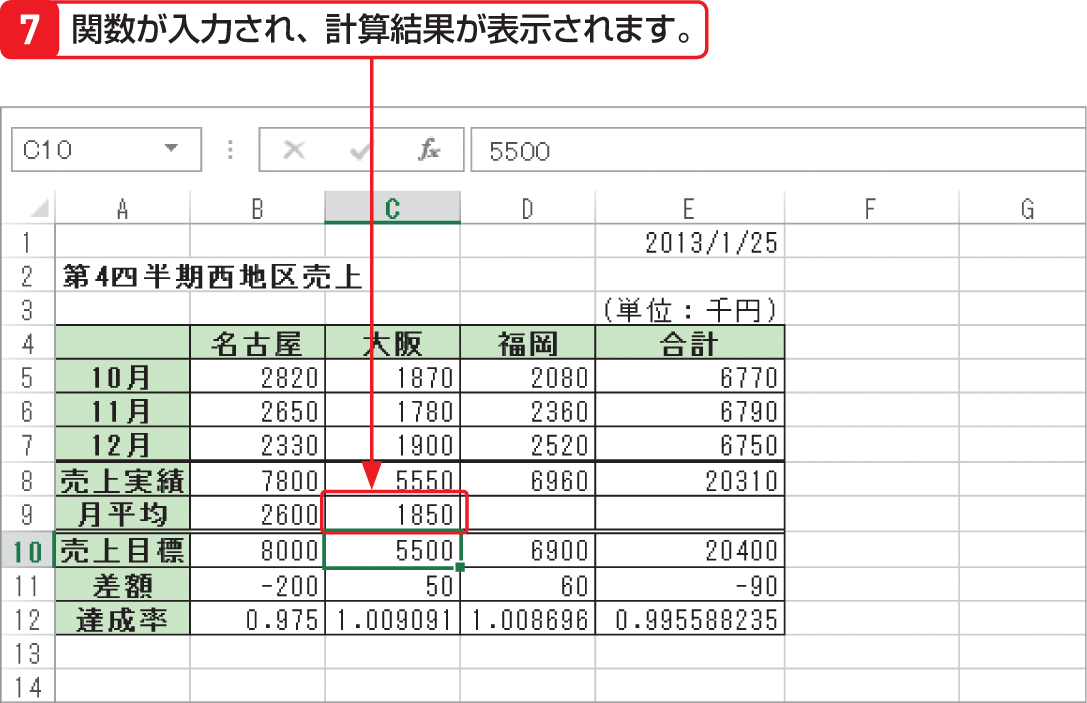 7 関数が入力され、計算結果が表示されます。
C10 fx 5500
A B C D E F G
1 2013/1/25
2 第4四半期西地区売上
3 (単位：千円)
4 名古屋 大阪 福岡 合計
5 10月 2820 1870 2080 6770
6 11月 2650 1780 2360 6790
7 12月 2330 1900 2520 6750
8 売上実績 7800 5550 6960 20310
9 月平均 2600 1850
10 売上目標 8000 5500 6900 20400
11 差額 -200 50 60 -90
12 達成率 0.975 1.009091 1.008696 0.995588235
13
14